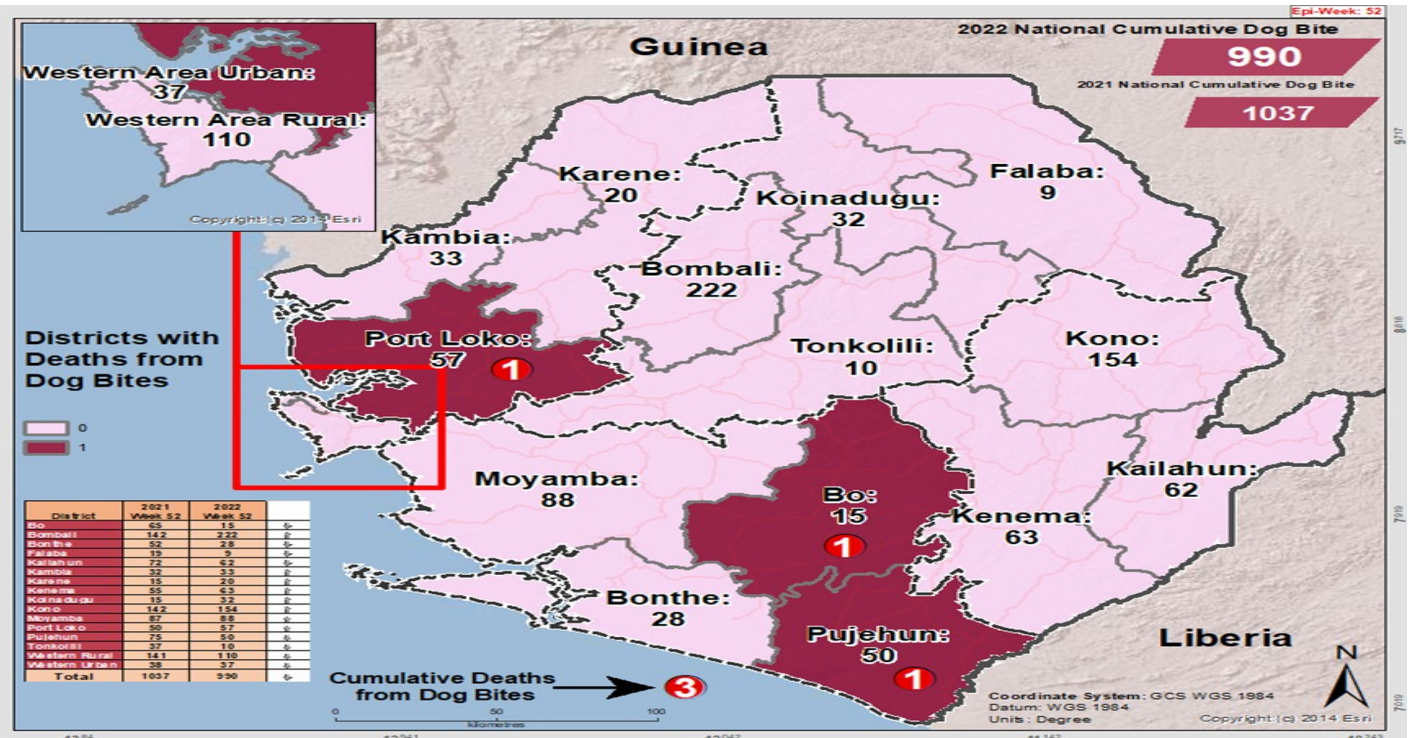 Epi-Week: 52
2022 National Cumulative Dog Bite
990
2021 National Cumulative Dog Bite
1037
Guinea
Western Area Urban:
37
Western Area Rural:
110
Copyright:(c) 2014 Esri
Karene:
20
Koinadugu:
32
Falaba:
9
Kambia:
33
Bombali:
222
Port Loko:
57
1
Tonkolili:
10
Kono:
154
Districts with
Deaths from
Dog Bites
0
1
Moyamba:
88
Bo:
15
1
Kenema:
63
Kailahun:
62
Bonthe:
28
Pujehun:
50
1
Liberia
District 2021 Week 52 2022 Week 52
Bo 65 15
Bombali 142 222
Bonthe 52 28
Falaba 19 9
Kailahun 72 62
Kambia 32 33
Karene 15 20
Kenema 55 63
Koinadugu 15 32
Kono 142 154
Moyamba 87 88
Port Loko 50 57
Pujehun 75 50
Tonkolili 37 10
Western Rural 141 110
Western Urban 38 37
Total 1037 990
Cumulative Deaths
from Dog Bites
3
0 50 100
kilometres
N
Coordinate System: GCS WGS 1984
Datum: WGS 1984
Units: Degree
Copyright:(c) 2014 Esri